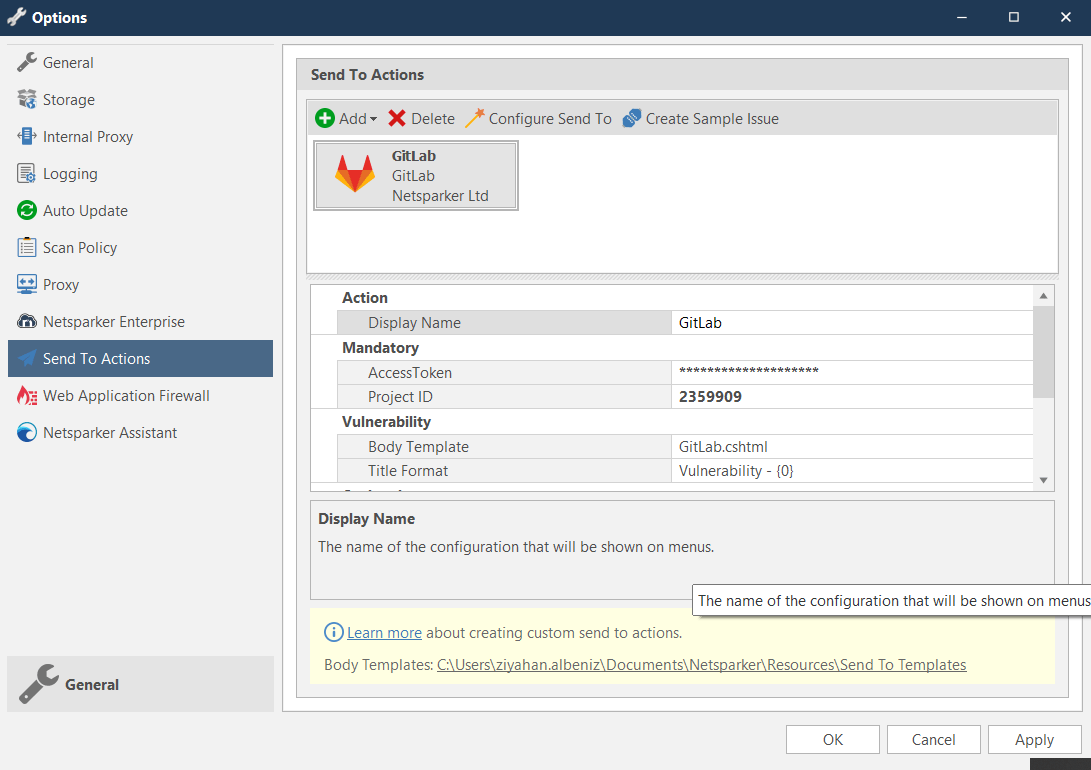 Options
General
Storage
Internal Proxy
Logging
Auto Update
Scan Policy
Proxy
Netsparker Enterprise
Send To Actions
Web Application Firewall
Netsparker Assistant
General
Send To Actions
Add Delete Configure Send To Create Sample Issue
GitLab
GitLab
Netsparker Ltd
Action
Display Name GitLab
Mandatory
AccessToken ********************
Project ID 2359909
Vulnerability
Body Template GitLab.cshtml
Title Format Vulnerability - {0}
Display Name
The name of the configuration that will be shown on menus.
The name of the configuration that will be shown on menus
Learn more about creating custom send to actions.
Body Templates: C:\Users\ziyahan.albeniz\Documents\Netsparker\Resources\Send To Templates
OK Cancel Apply